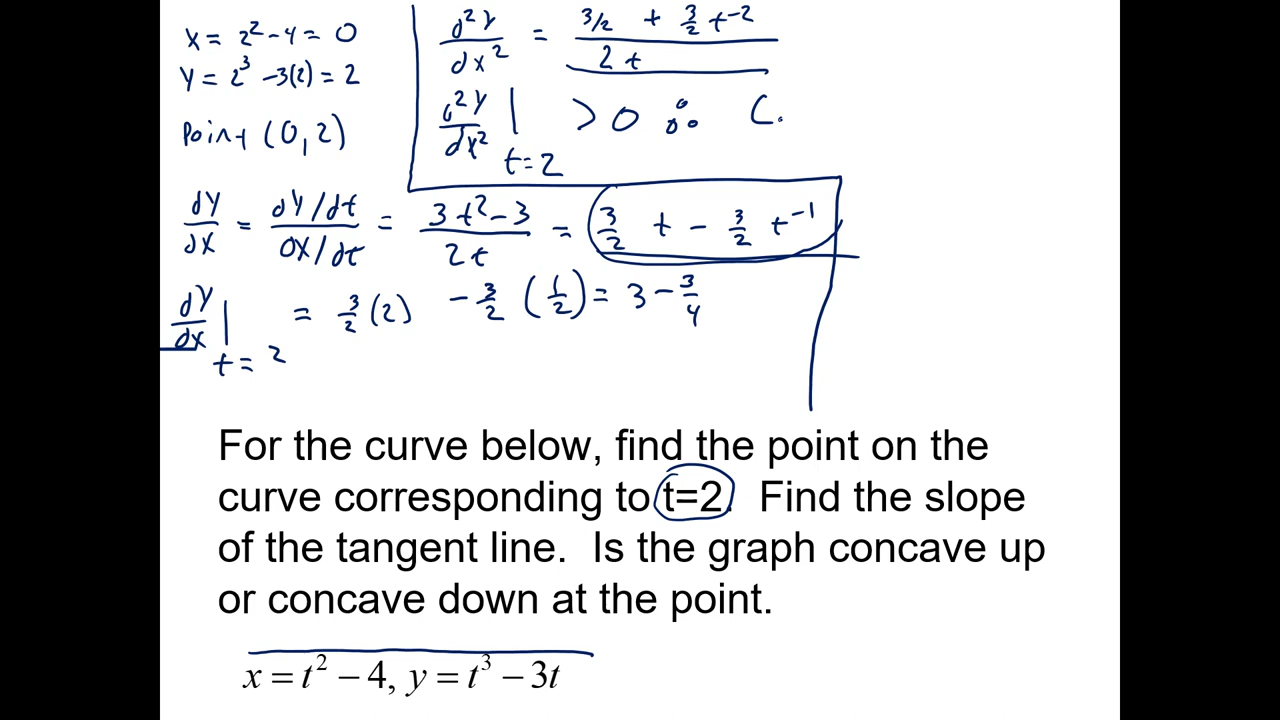 x = 2² - 4 = 0
y = 2³ - 3(2) = 2
Point (0, 2)
d²y/dx² = (3/2 + 3/2 t⁻²)/(2t)
d²y/dx² | t=2 > 0 ∴ C.
dy/dx = (dy/dt)/(dx/dt) = (3t² - 3)/(2t) = 3/2 t - 3/2 t⁻¹
dy/dx | t = 2 = 3/2 (2) - 3/2 (1/2) = 3 - 3/4
For the curve below, find the point on the
curve corresponding to t=2. Find the slope
of the tangent line. Is the graph concave up
or concave down at the point.
x = t² − 4, y = t³ − 3t